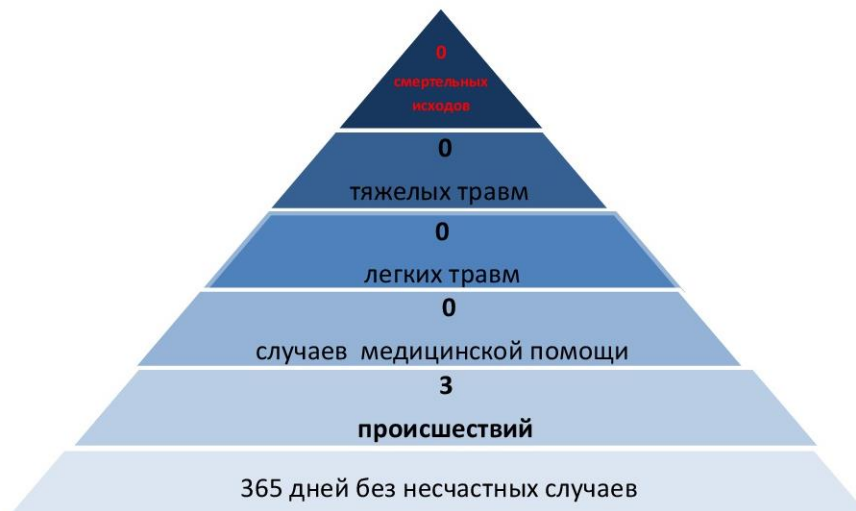 0
смертельных
исходов
0
тяжелых травм
0
легких травм
0
случаев медицинской помощи
3
происшествий
365 дней без несчастных случаев